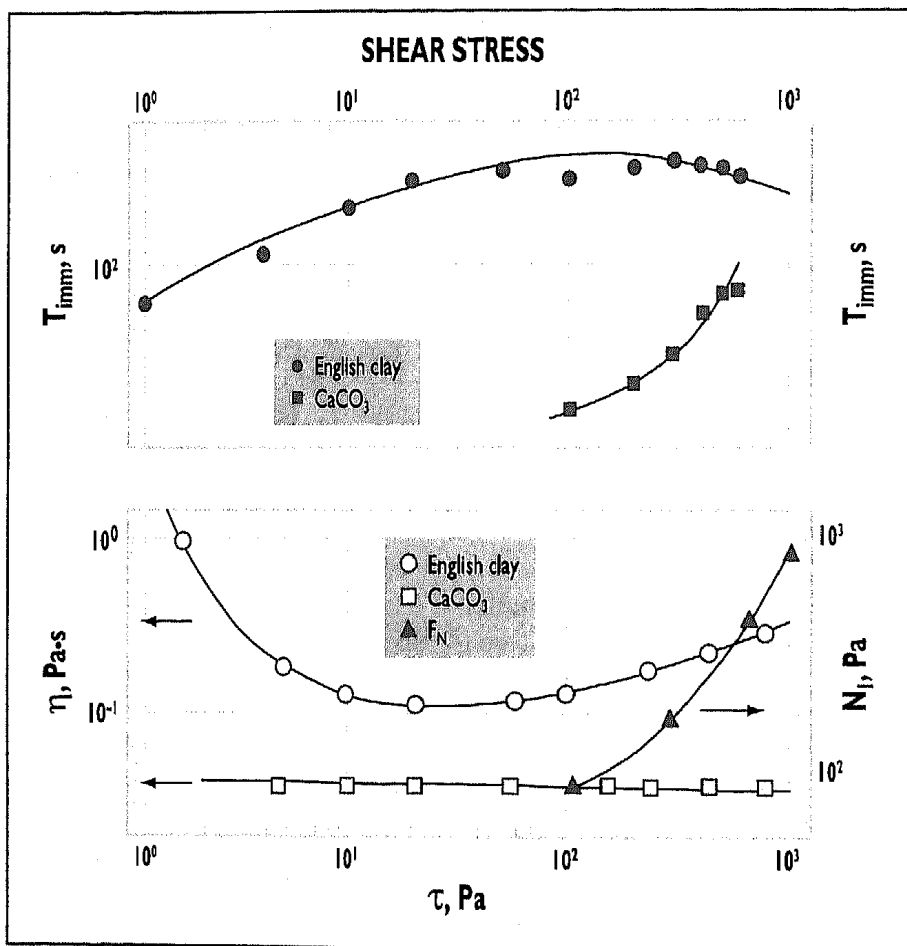 SHEAR STRESS
10⁰ 10¹ 10² 10³
T_imm, s
10²
T_imm, s
English clay
CaCO₃
10⁰
10³
English clay
CaCO₃
F_N
η, Pa•s
N₁, Pa
10⁻¹
10²
10⁰ 10¹ 10² 10³
τ, Pa